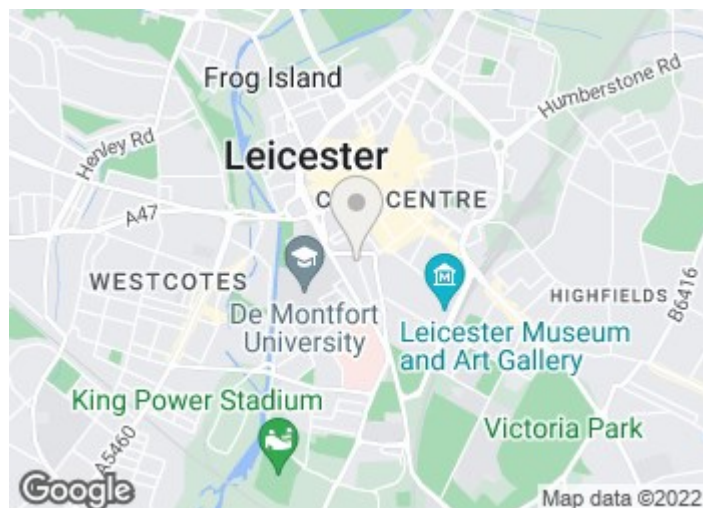 Frog Island
Humberstone Rd
Henley Rd
Leicester
CENTRE
A47
WESTCOTES
De Montfort
University
HIGHFIELDS
B6416
Leicester Museum
and Art Gallery
King Power Stadium
Victoria Park
A5460
Google
Map data ©2022